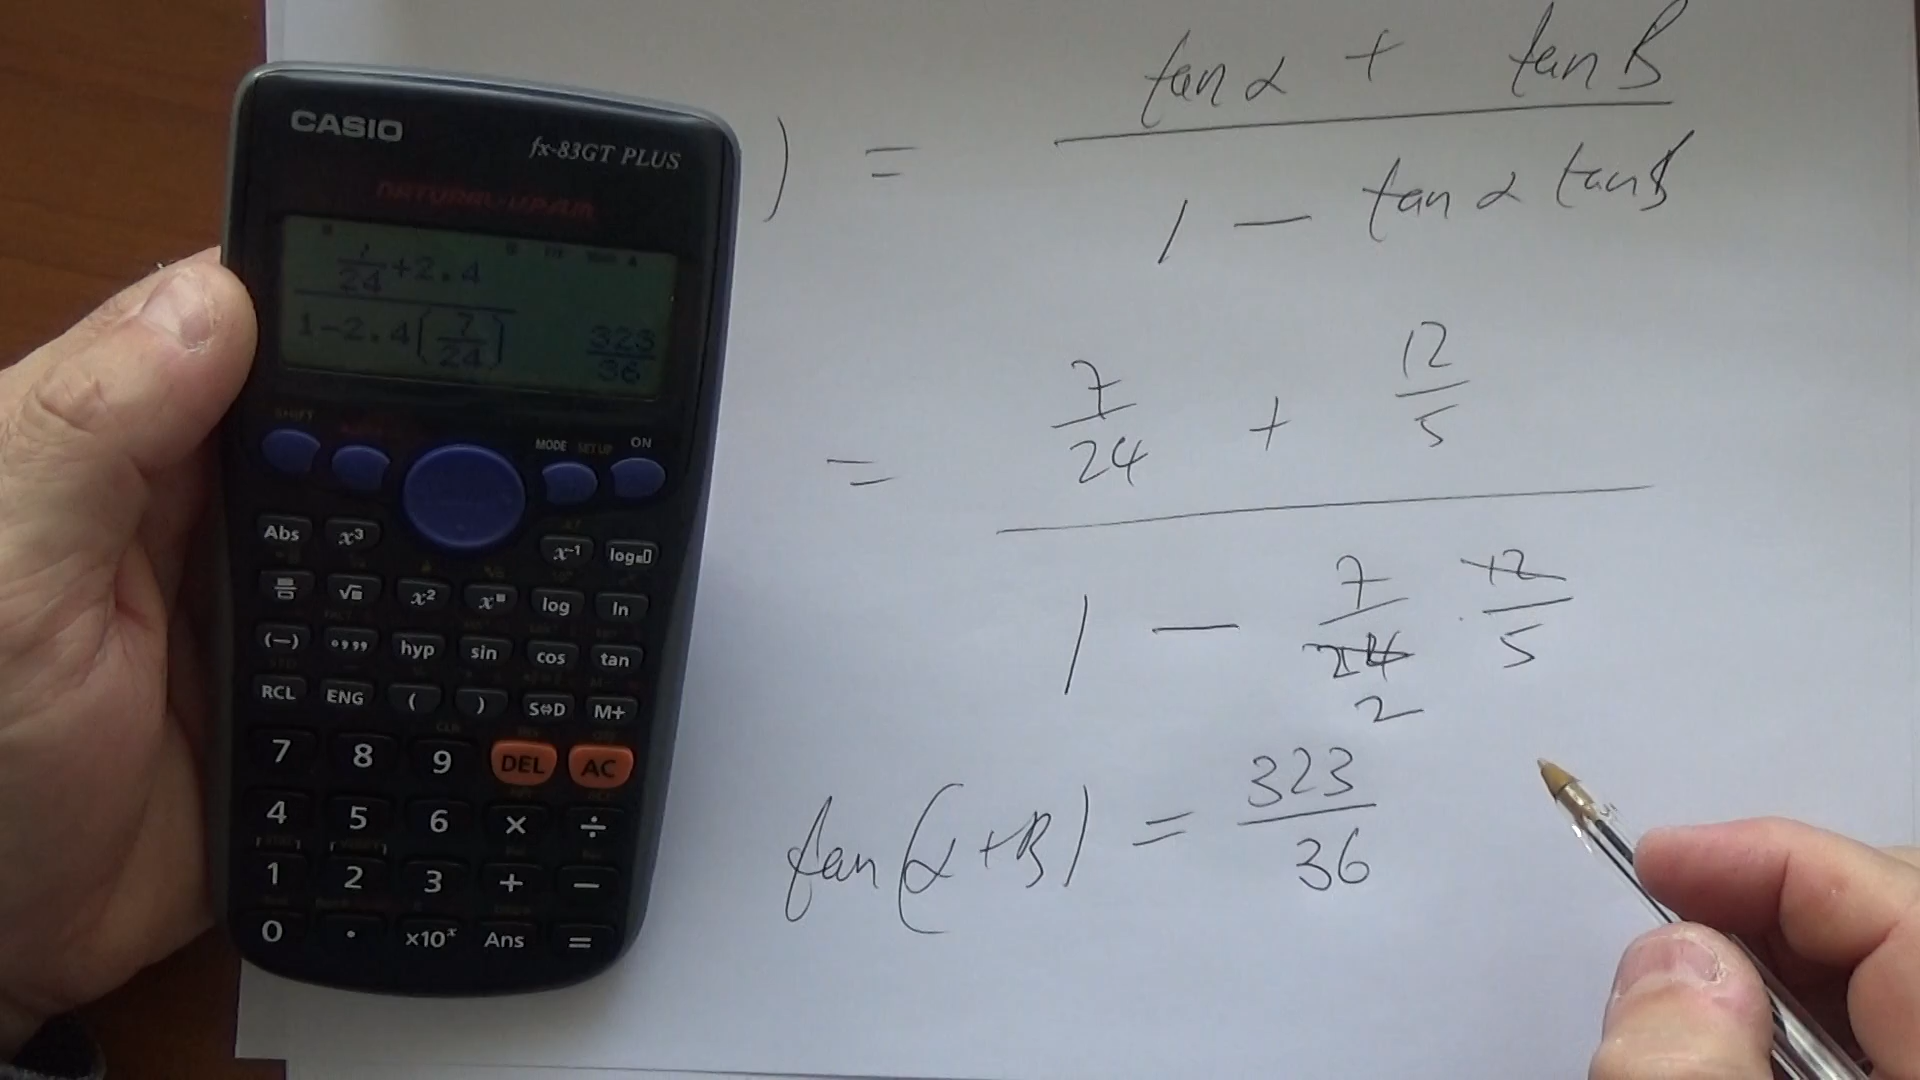 CASIO
fx-83GT PLUS
NATURAL-V.P.A.M.
7/24+2.4
1-2.4(7/24)
323/36
SHIFT
MODE SETUP ON
Abs x³ x⁻¹ log▫▯
√▫ x² x▪ log ln
(−) °,,, hyp sin cos tan
RCL ENG ( ) S⇔D M+
7 8 9 DEL AC
4 5 6 × ÷
1 2 3 + −
0 . ×10ˣ Ans =
) = tan α + tan β
1 − tan α tan β
= 7/24 + 12/5
1 − 7/24 . 12/5
2
tan(α+β) = 323/36